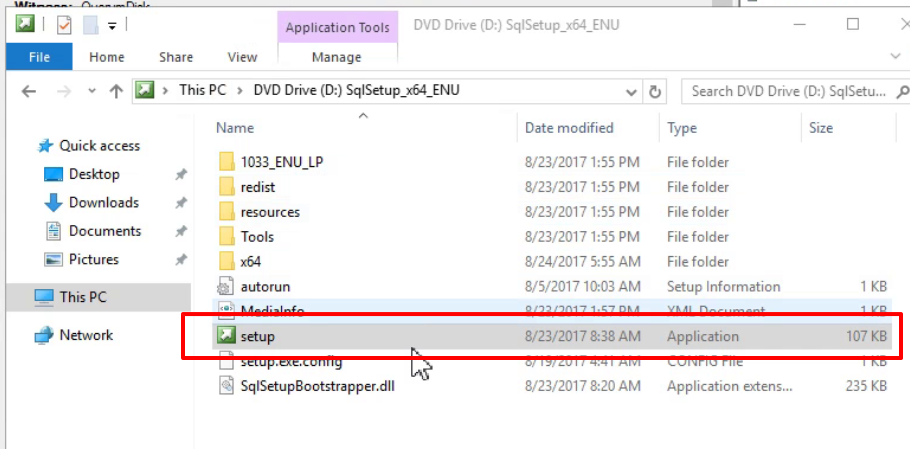 Witness: QuorumDisk
Application Tools DVD Drive (D:) SqlSetup_x64_ENU
File Home Share View Manage
This PC > DVD Drive (D:) SqlSetup_x64_ENU Search DVD Drive (D:) SqlSetu...
Name Date modified Type Size
Quick access
Desktop
Downloads
Documents
Pictures
This PC
Network
1033_ENU_LP 8/23/2017 1:55 PM File folder
redist 8/23/2017 1:55 PM File folder
resources 8/23/2017 1:55 PM File folder
Tools 8/23/2017 1:55 PM File folder
x64 8/24/2017 5:55 AM File folder
autorun 8/5/2017 10:03 AM Setup Information 1 KB
MediaInfo 8/23/2017 1:57 PM XML Document 1 KB
setup 8/23/2017 8:38 AM Application 107 KB
setup.exe.config 8/19/2017 4:41 AM CONFIG File 1 KB
SqlSetupBootstrapper.dll 8/23/2017 8:20 AM Application extens... 235 KB